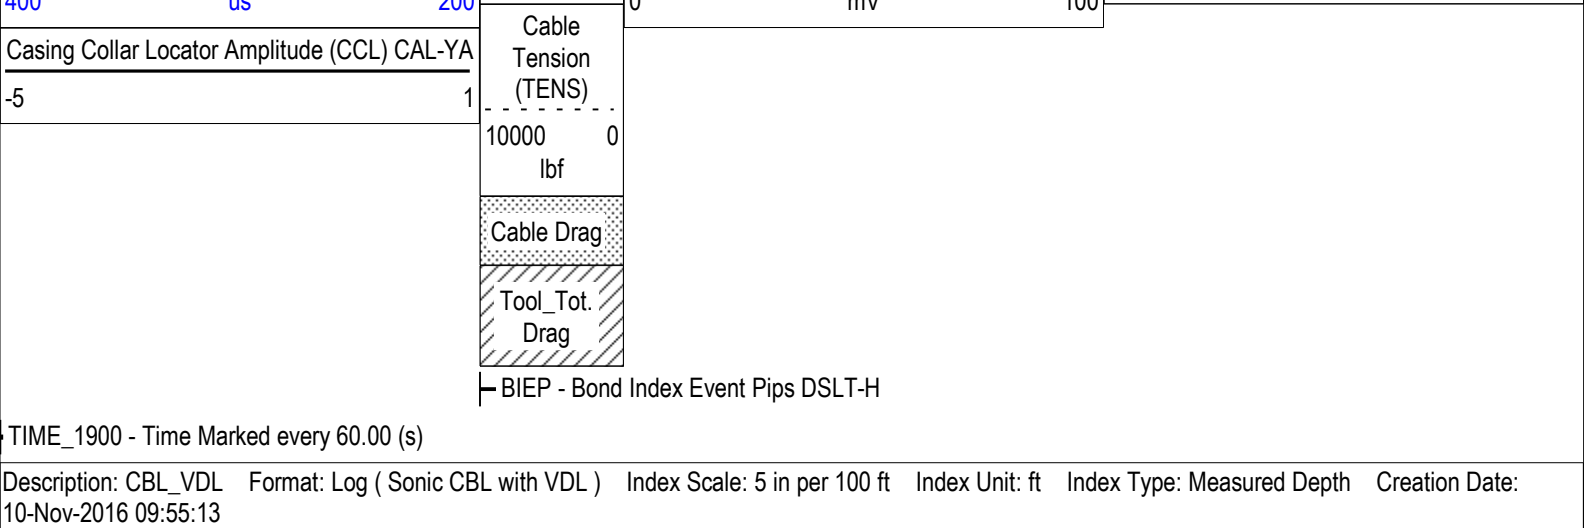 400 us 200 0 mv 100
Casing Collar Locator Amplitude (CCL) CAL-YA
-5 1
Cable
Tension
(TENS)
10000 0
lbf
Cable Drag
Tool_Tot.
Drag
BIEP - Bond Index Event Pips DSLT-H
TIME_1900 - Time Marked every 60.00 (s)
Description: CBL_VDL Format: Log ( Sonic CBL with VDL ) Index Scale: 5 in per 100 ft Index Unit: ft Index Type: Measured Depth Creation Date:
10-Nov-2016 09:55:13